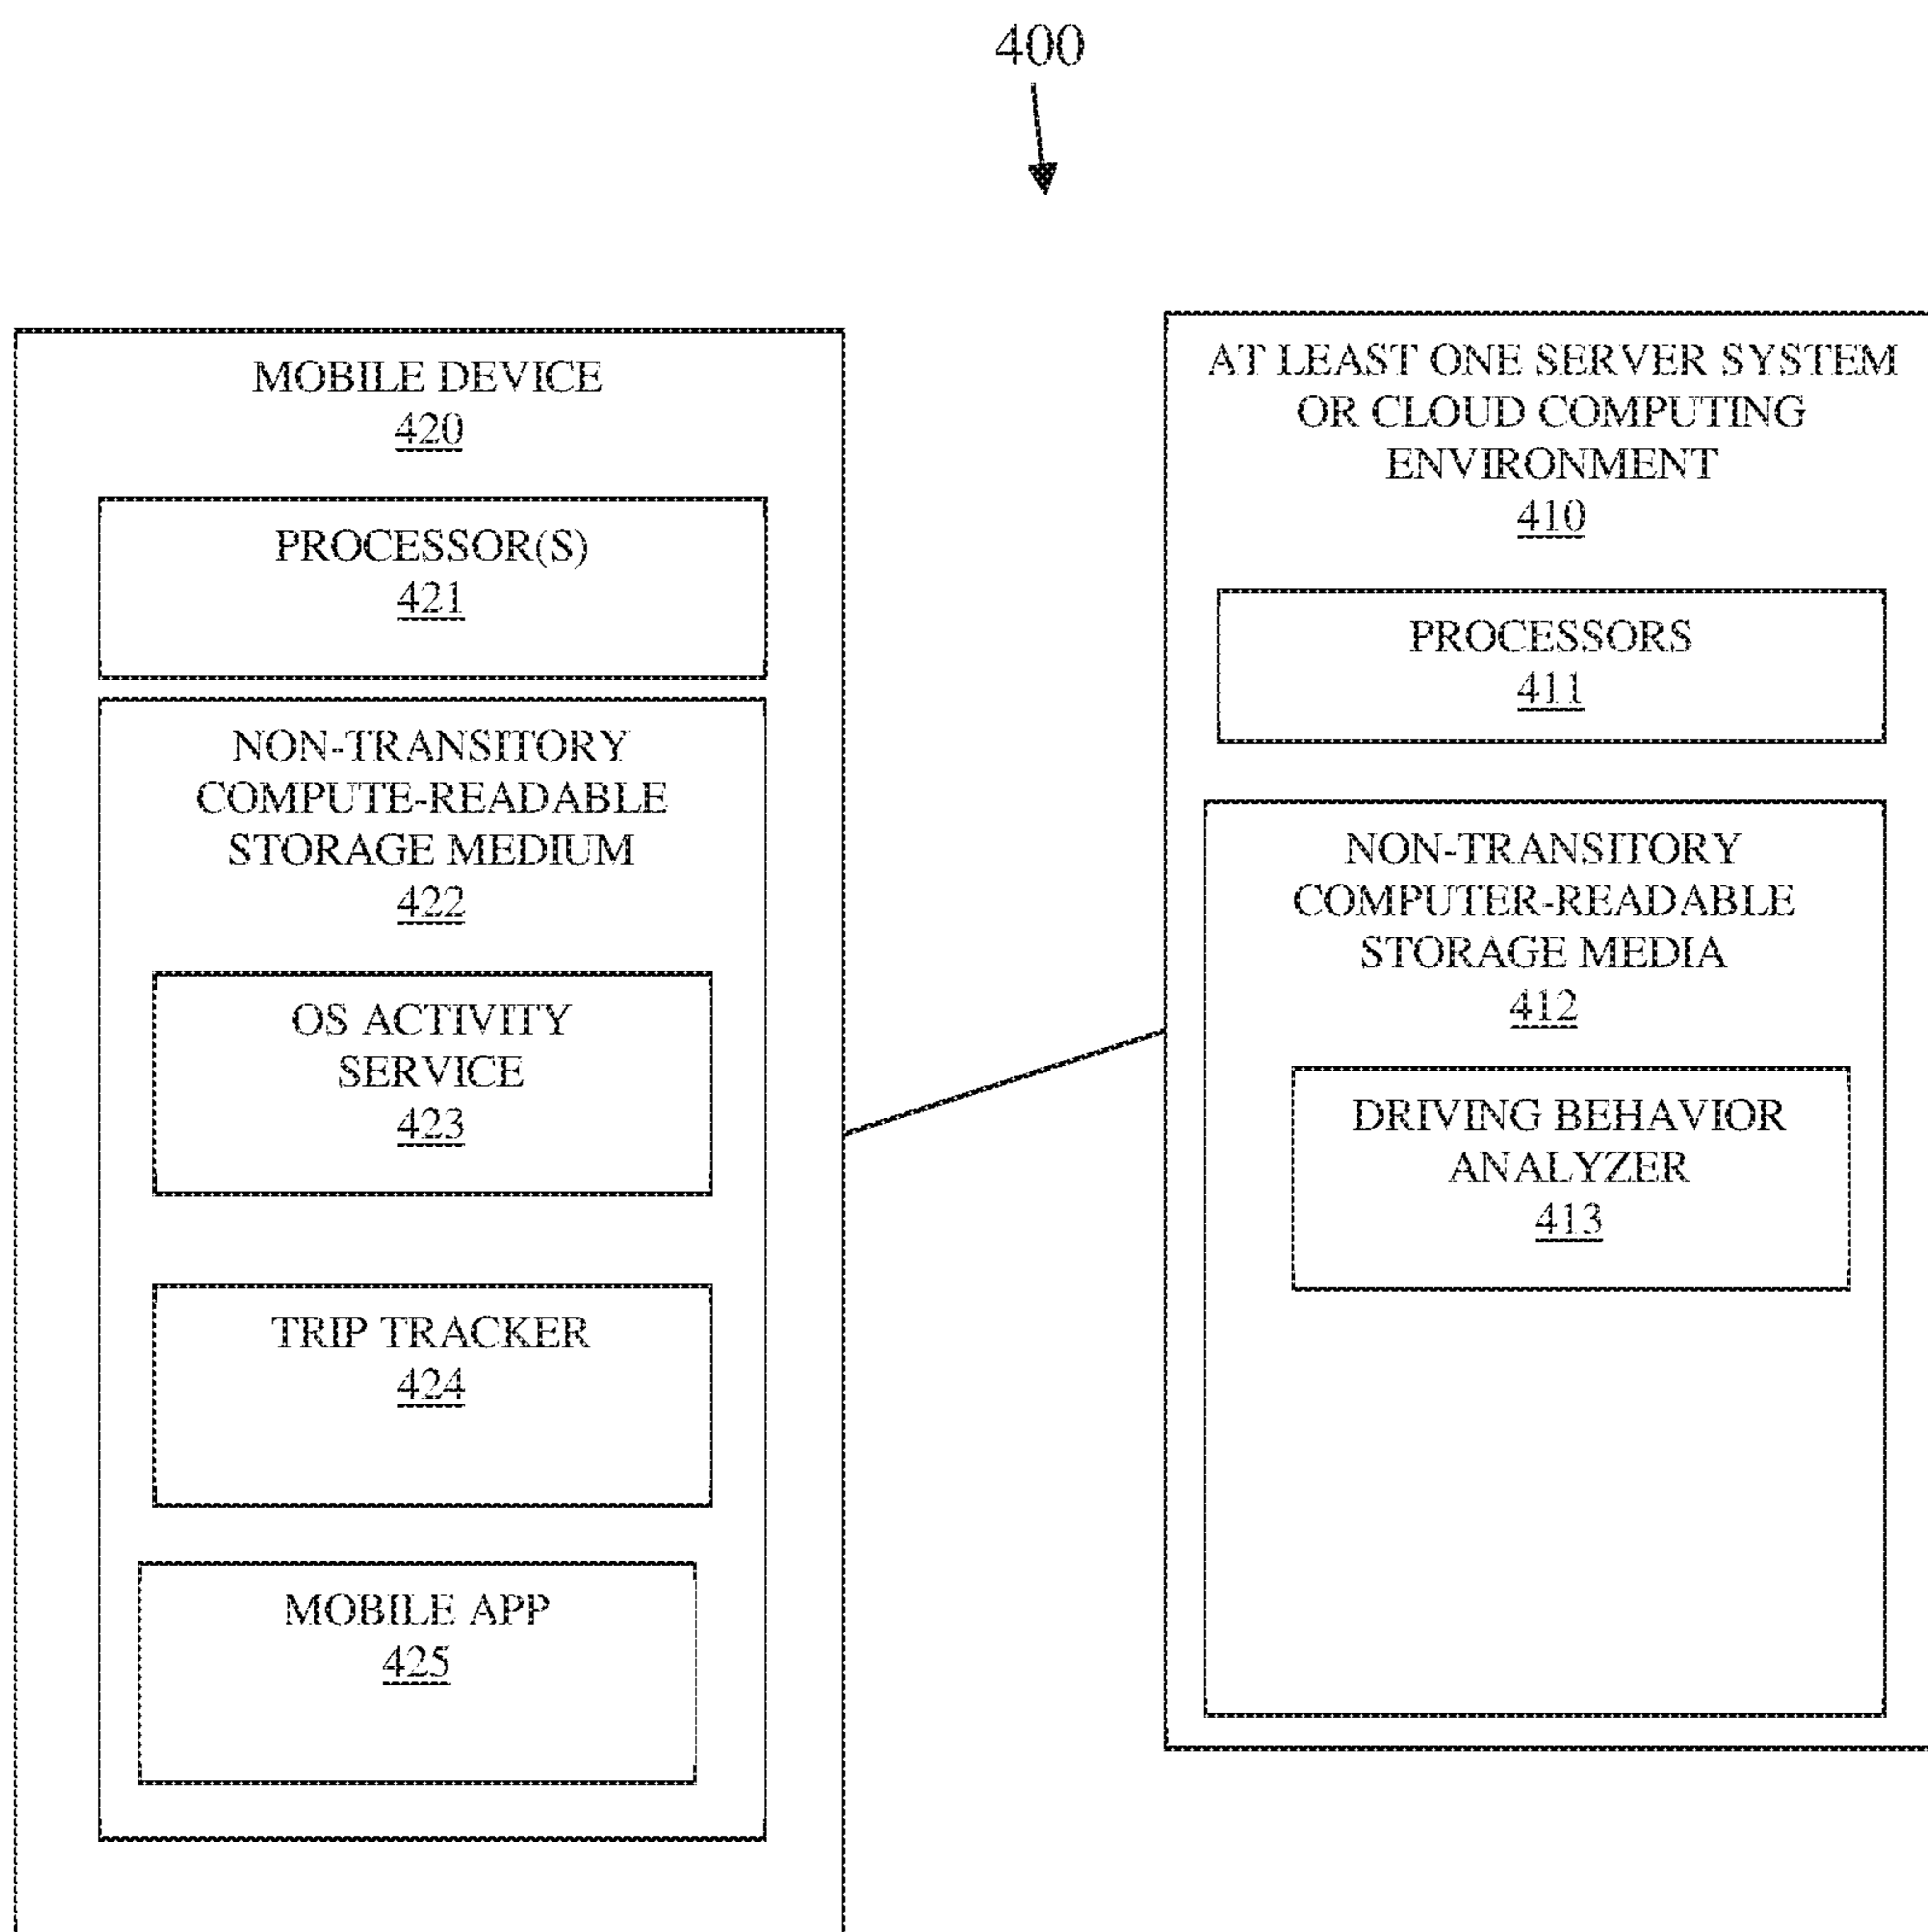 400
MOBILE DEVICE
420
PROCESSOR(S)
421
NON-TRANSITORY
COMPUTE-READABLE
STORAGE MEDIUM
422
OS ACTIVITY
SERVICE
423
TRIP TRACKER
424
MOBILE APP
425
AT LEAST ONE SERVER SYSTEM
OR CLOUD COMPUTING
ENVIRONMENT
410
PROCESSORS
411
NON-TRANSITORY
COMPUTER-READABLE
STORAGE MEDIA
412
DRIVING BEHAVIOR
ANALYZER
413